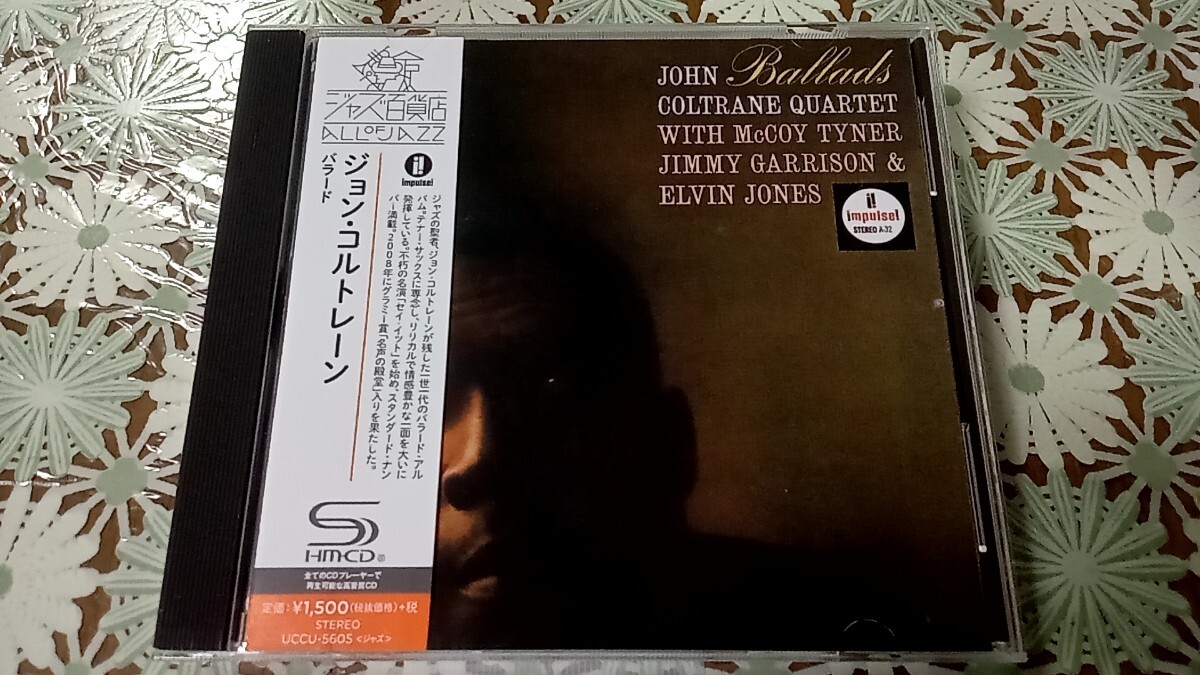 ジャズ百貨店
ALL OF JAZZ
ジョン・コルトレーン
バラード
i!
impulse!
ジャズの聖者、ジョン・コルトレーンが残した一世一代のバラード・アル
バム。テナー・サックスに専念し、リリカルで情感豊かな一面を大いに
発揮している。不朽の名演「セイ・イット」を始め、スタンダード・ナン
バー満載。2008年にグラミー賞「名声の殿堂」入りを果たした。
SHM-CD
全てのCDプレーヤーで
再生可能な高音質CD
定価:¥1,500(税抜価格)+税
STEREO
UCCU-5605 <ジャズ>
JOHN Ballads
COLTRANE QUARTET
WITH McCOY TYNER
JIMMY GARRISON &
ELVIN JONES
i!
impulse!
STEREO A-32